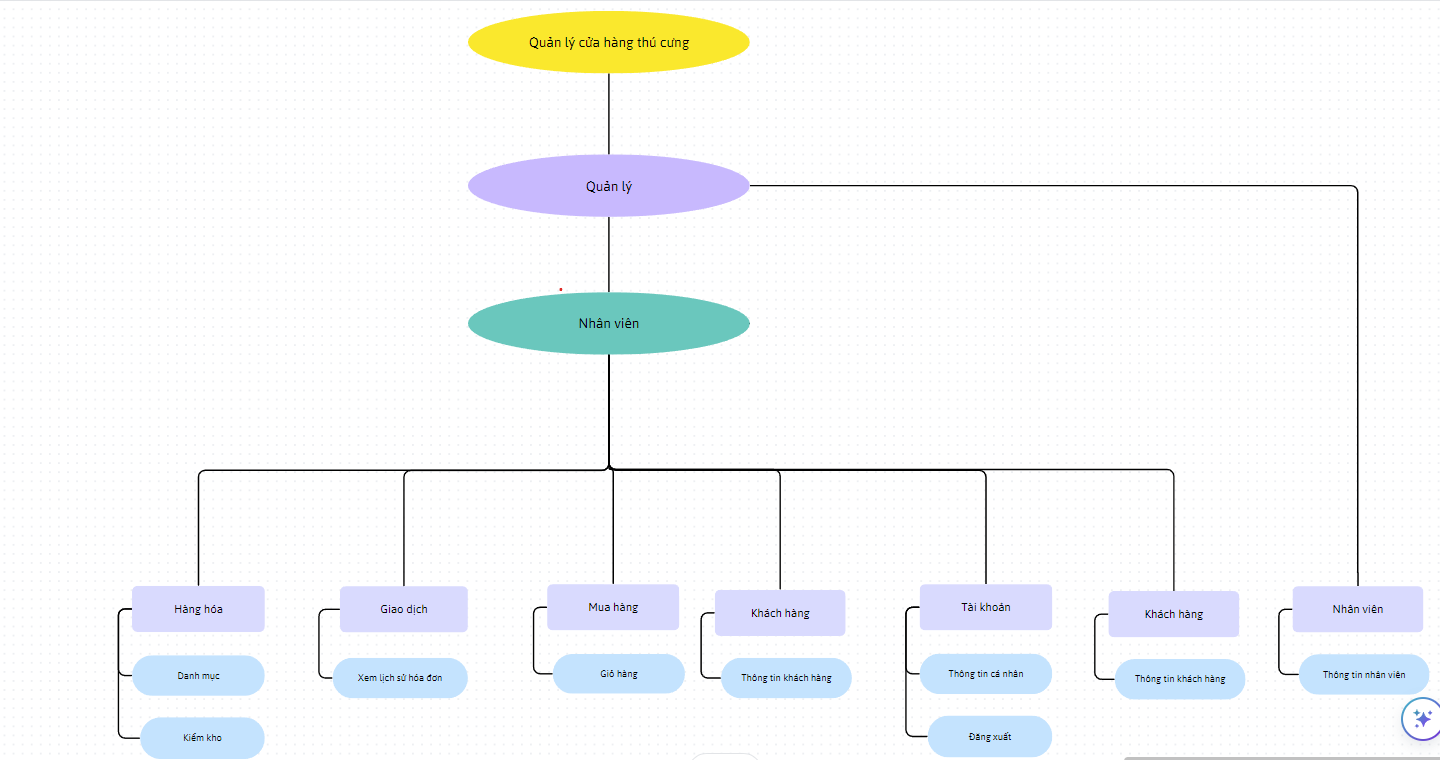 Quản lý cửa hàng thú cưng
Quản lý
Nhân viên
Hàng hóa
Giao dịch
Mua hàng
Khách hàng
Tài khoản
Khách hàng
Nhân viên
Danh mục
Xem lịch sử hóa đơn
Giỏ hàng
Thông tin khách hàng
Thông tin cá nhân
Thông tin khách hàng
Thông tin nhân viên
Kiểm kho
Đăng xuất